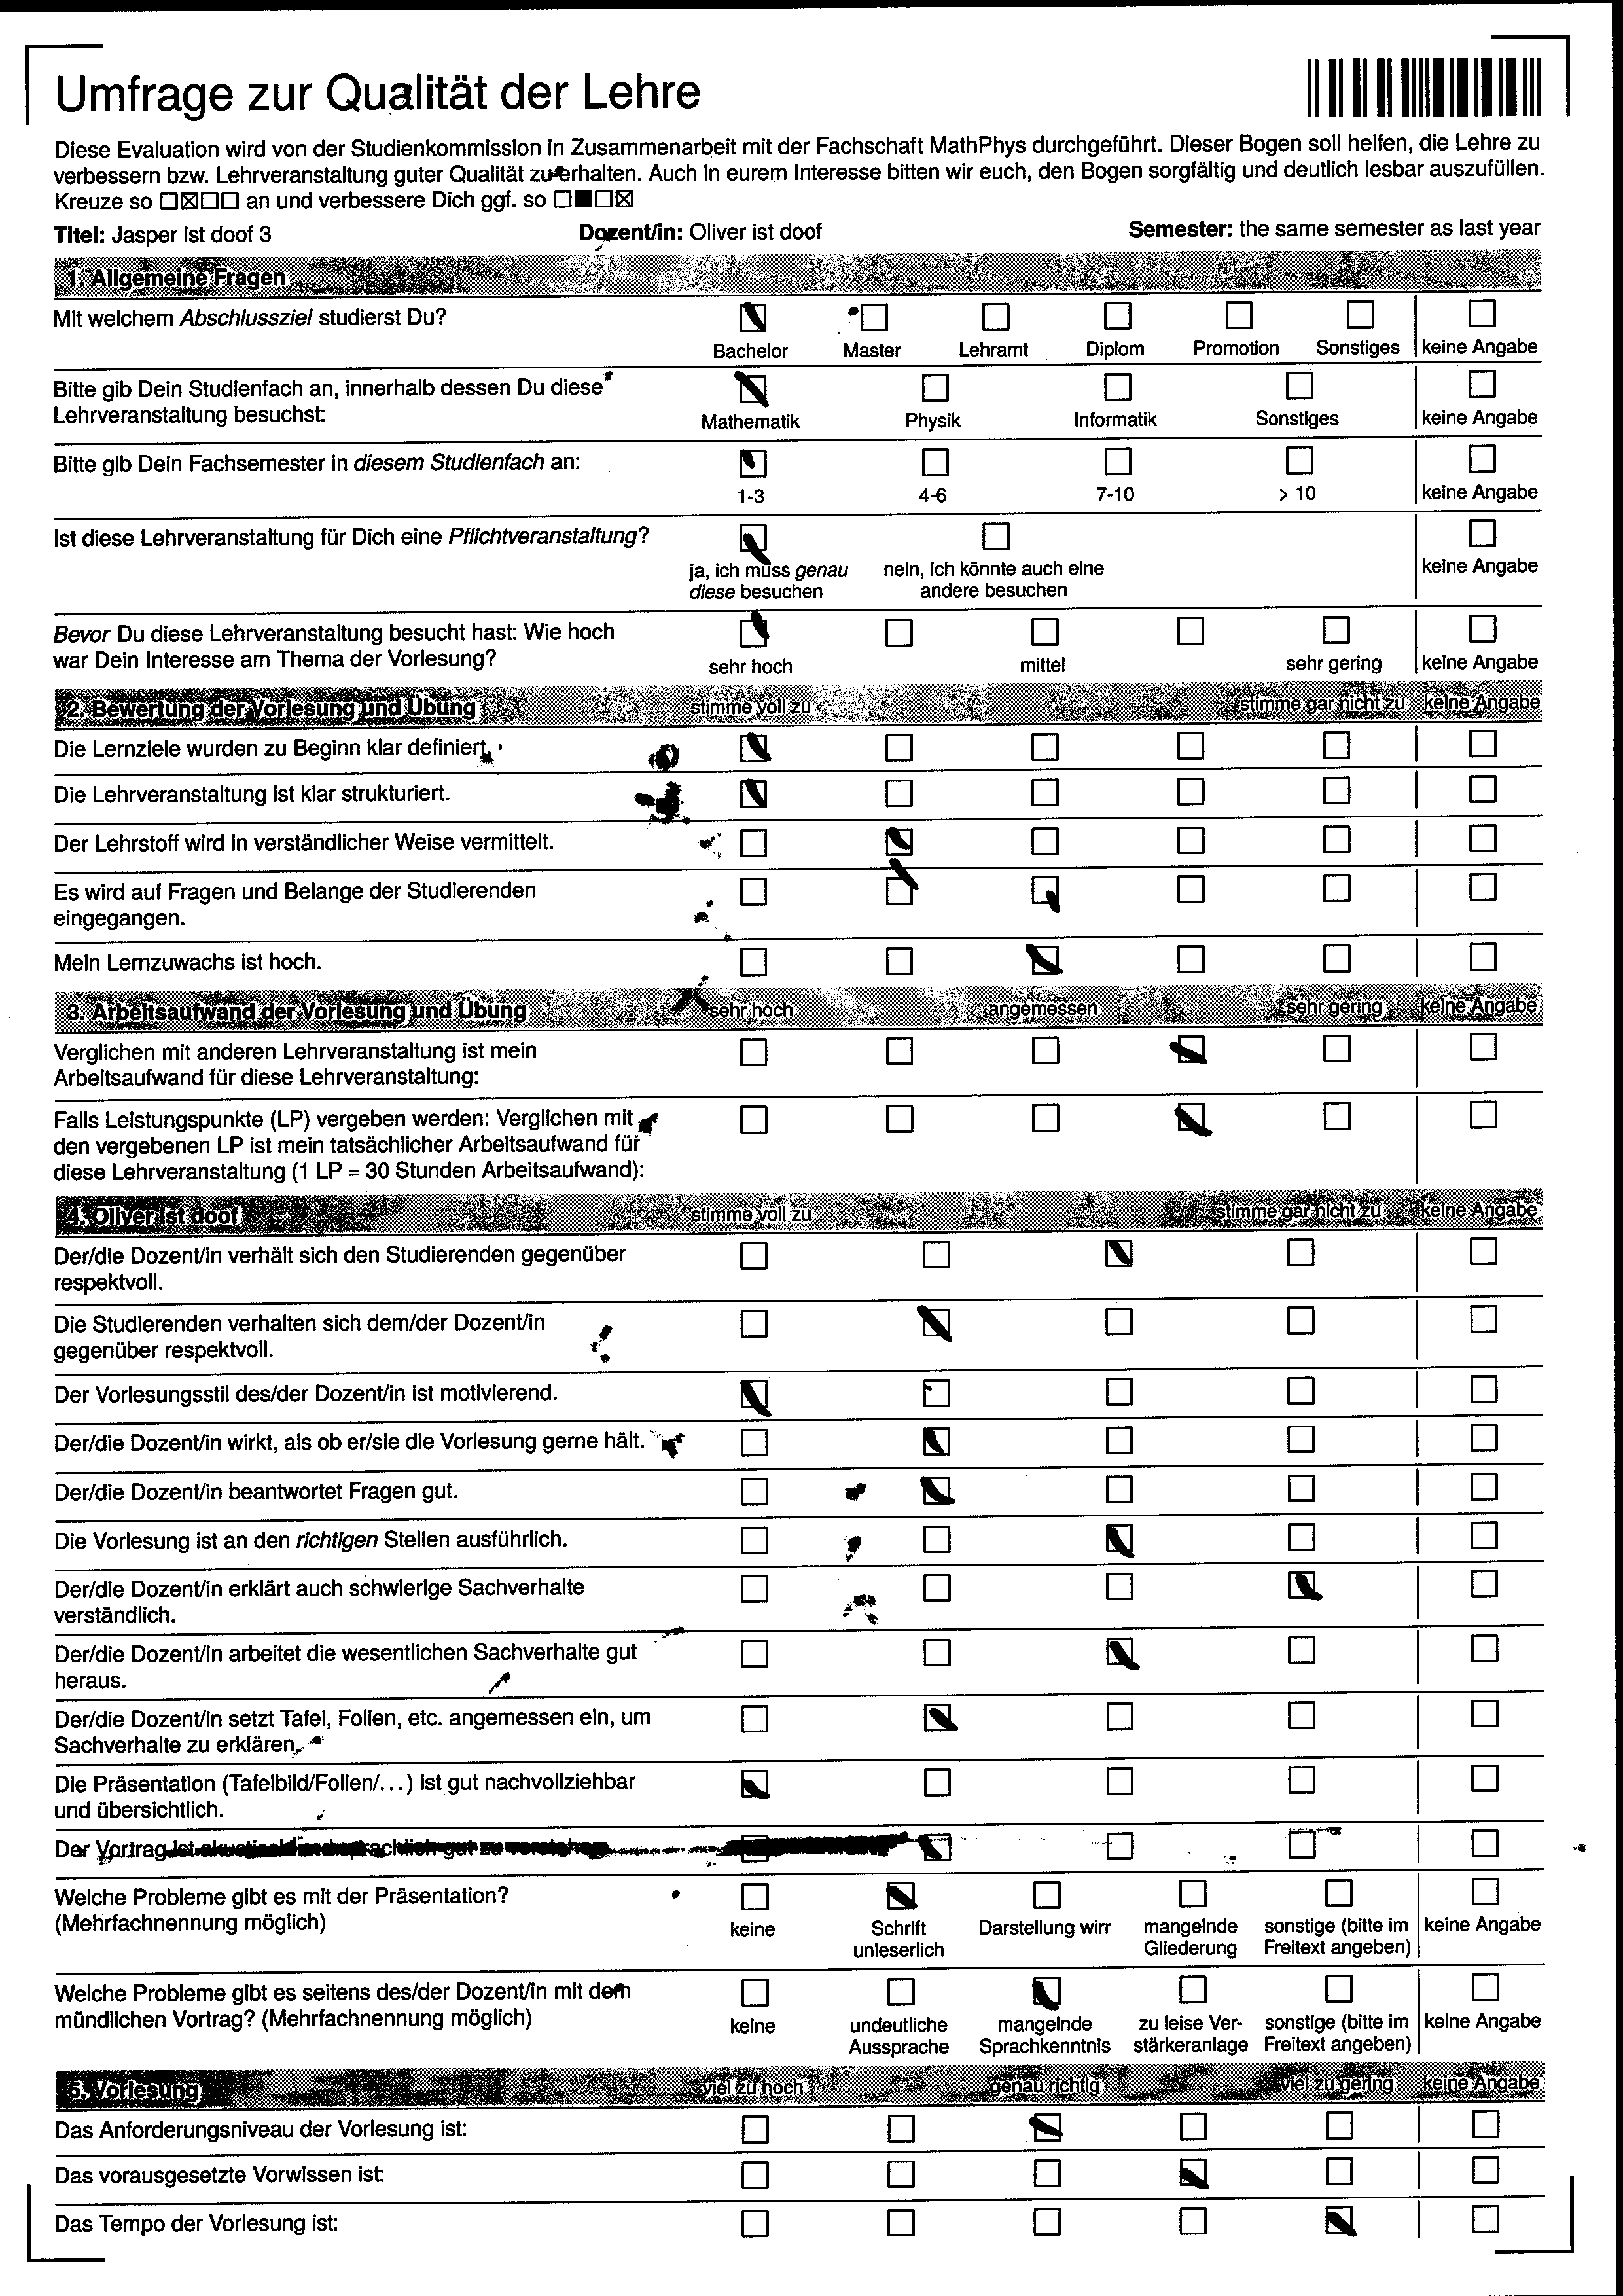 Umfrage zur Qualität der Lehre
Diese Evaluation wird von der Studienkommission in Zusammenarbeit mit der Fachschaft MathPhys durchgeführt. Dieser Bogen soll helfen, die Lehre zu
verbessern bzw. Lehrveranstaltung guter Qualität zu erhalten. Auch in eurem Interesse bitten wir euch, den Bogen sorgfältig und deutlich lesbar auszufüllen.
Kreuze so ☐☒☐☐ an und verbessere Dich ggf. so ☐■☐☒
Titel: Jasper ist doof 3 Dozent/in: Oliver ist doof Semester: the same semester as last year
1. Allgemeine Fragen
Mit welchem Abschlussziel studierst Du?
Bachelor Master Lehramt Diplom Promotion Sonstiges keine Angabe
Bitte gib Dein Studienfach an, innerhalb dessen Du diese
Lehrveranstaltung besuchst:
Mathematik Physik Informatik Sonstiges keine Angabe
Bitte gib Dein Fachsemester in diesem Studienfach an:
1-3 4-6 7-10 > 10 keine Angabe
Ist diese Lehrveranstaltung für Dich eine Pflichtveranstaltung?
ja, ich muss genau nein, ich könnte auch eine keine Angabe
diese besuchen andere besuchen
Bevor Du diese Lehrveranstaltung besucht hast: Wie hoch
war Dein Interesse am Thema der Vorlesung?
sehr hoch mittel sehr gering keine Angabe
2. Bewertung der Vorlesung und Übung stimme voll zu stimme gar nicht zu keine Angabe
Die Lernziele wurden zu Beginn klar definiert.
Die Lehrveranstaltung ist klar strukturiert.
Der Lehrstoff wird in verständlicher Weise vermittelt.
Es wird auf Fragen und Belange der Studierenden
eingegangen.
Mein Lernzuwachs ist hoch.
3. Arbeitsaufwand der Vorlesung und Übung sehr hoch angemessen sehr gering keine Angabe
Verglichen mit anderen Lehrveranstaltung ist mein
Arbeitsaufwand für diese Lehrveranstaltung:
Falls Leistungspunkte (LP) vergeben werden: Verglichen mit
den vergebenen LP ist mein tatsächlicher Arbeitsaufwand für
diese Lehrveranstaltung (1 LP = 30 Stunden Arbeitsaufwand):
4. Oliver ist doof stimme voll zu stimme gar nicht zu keine Angabe
Der/die Dozent/in verhält sich den Studierenden gegenüber
respektvoll.
Die Studierenden verhalten sich dem/der Dozent/in
gegenüber respektvoll.
Der Vorlesungsstil des/der Dozent/in ist motivierend.
Der/die Dozent/in wirkt, als ob er/sie die Vorlesung gerne hält.
Der/die Dozent/in beantwortet Fragen gut.
Die Vorlesung ist an den richtigen Stellen ausführlich.
Der/die Dozent/in erklärt auch schwierige Sachverhalte
verständlich.
Der/die Dozent/in arbeitet die wesentlichen Sachverhalte gut
heraus.
Der/die Dozent/in setzt Tafel, Folien, etc. angemessen ein, um
Sachverhalte zu erklären.
Die Präsentation (Tafelbild/Folien/...) ist gut nachvollziehbar
und übersichtlich.
Der Vortrag ist akustisch und sprachlich gut zu verstehen.
Welche Probleme gibt es mit der Präsentation?
(Mehrfachnennung möglich)
keine Schrift Darstellung wirr mangelnde sonstige (bitte im keine Angabe
unleserlich Gliederung Freitext angeben)
Welche Probleme gibt es seitens des/der Dozent/in mit dem
mündlichen Vortrag? (Mehrfachnennung möglich)
keine undeutliche mangelnde zu leise Ver- sonstige (bitte im keine Angabe
Aussprache Sprachkenntnis stärkeranlage Freitext angeben)
5. Vorlesung viel zu hoch genau richtig viel zu gering keine Angabe
Das Anforderungsniveau der Vorlesung ist:
Das vorausgesetzte Vorwissen ist:
Das Tempo der Vorlesung ist: